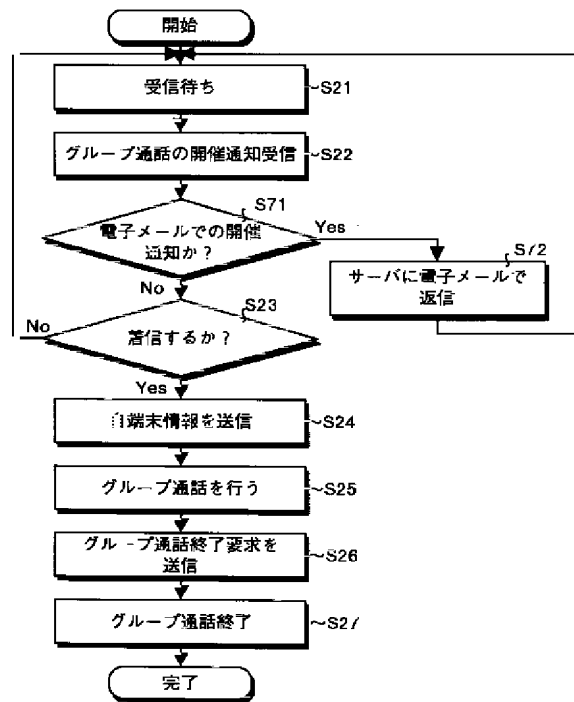 開始
受信待ち
~S21
グループ通話の開催通知受信
~S22
S71
電子メールでの開催
通知か？
Yes
No
S72
サーバに電子メールで
返信
S23
着信するか？
No
Yes
自端末情報を送信
~S24
グループ通話を行う
~S25
グループ通話終了要求を
送信
~S26
グループ通話終了
~S27
完了